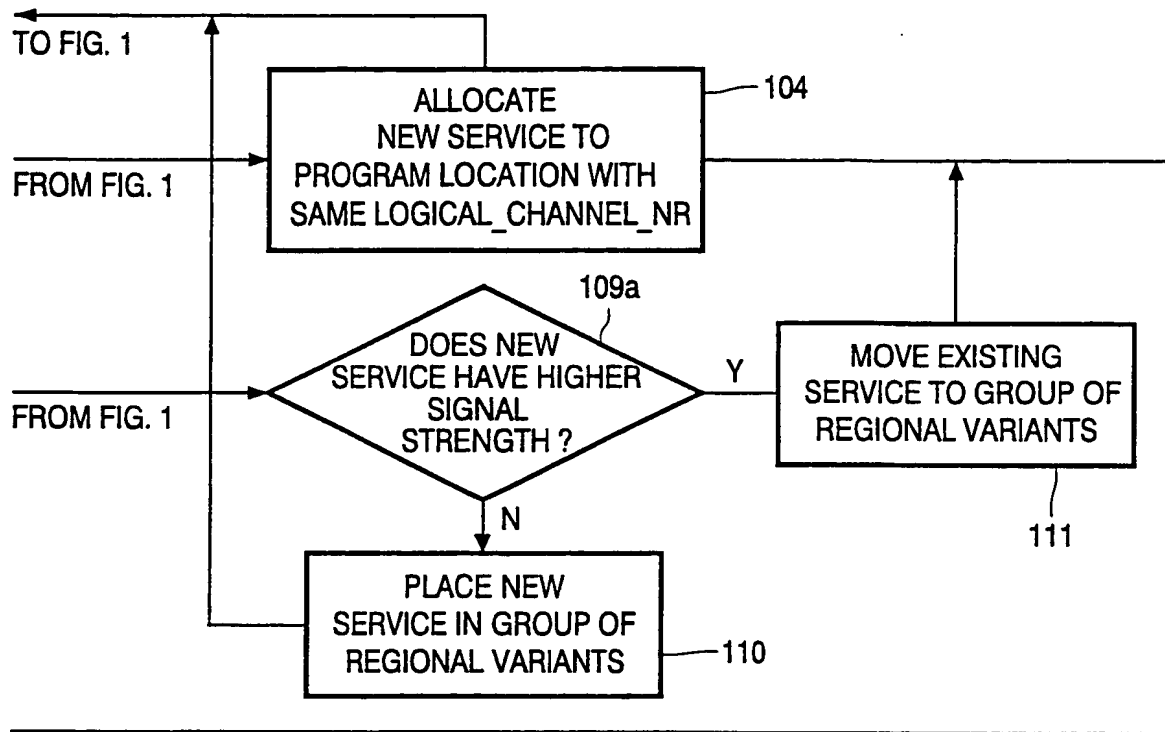 TO FIG. 1
ALLOCATE
NEW SERVICE TO
PROGRAM LOCATION WITH
SAME LOGICAL_CHANNEL_NR
104
FROM FIG. 1
109a
DOES NEW
SERVICE HAVE HIGHER
SIGNAL
STRENGTH ?
Y
MOVE EXISTING
SERVICE TO GROUP OF
REGIONAL VARIANTS
FROM FIG. 1
111
N
PLACE NEW
SERVICE IN GROUP OF
REGIONAL VARIANTS
110